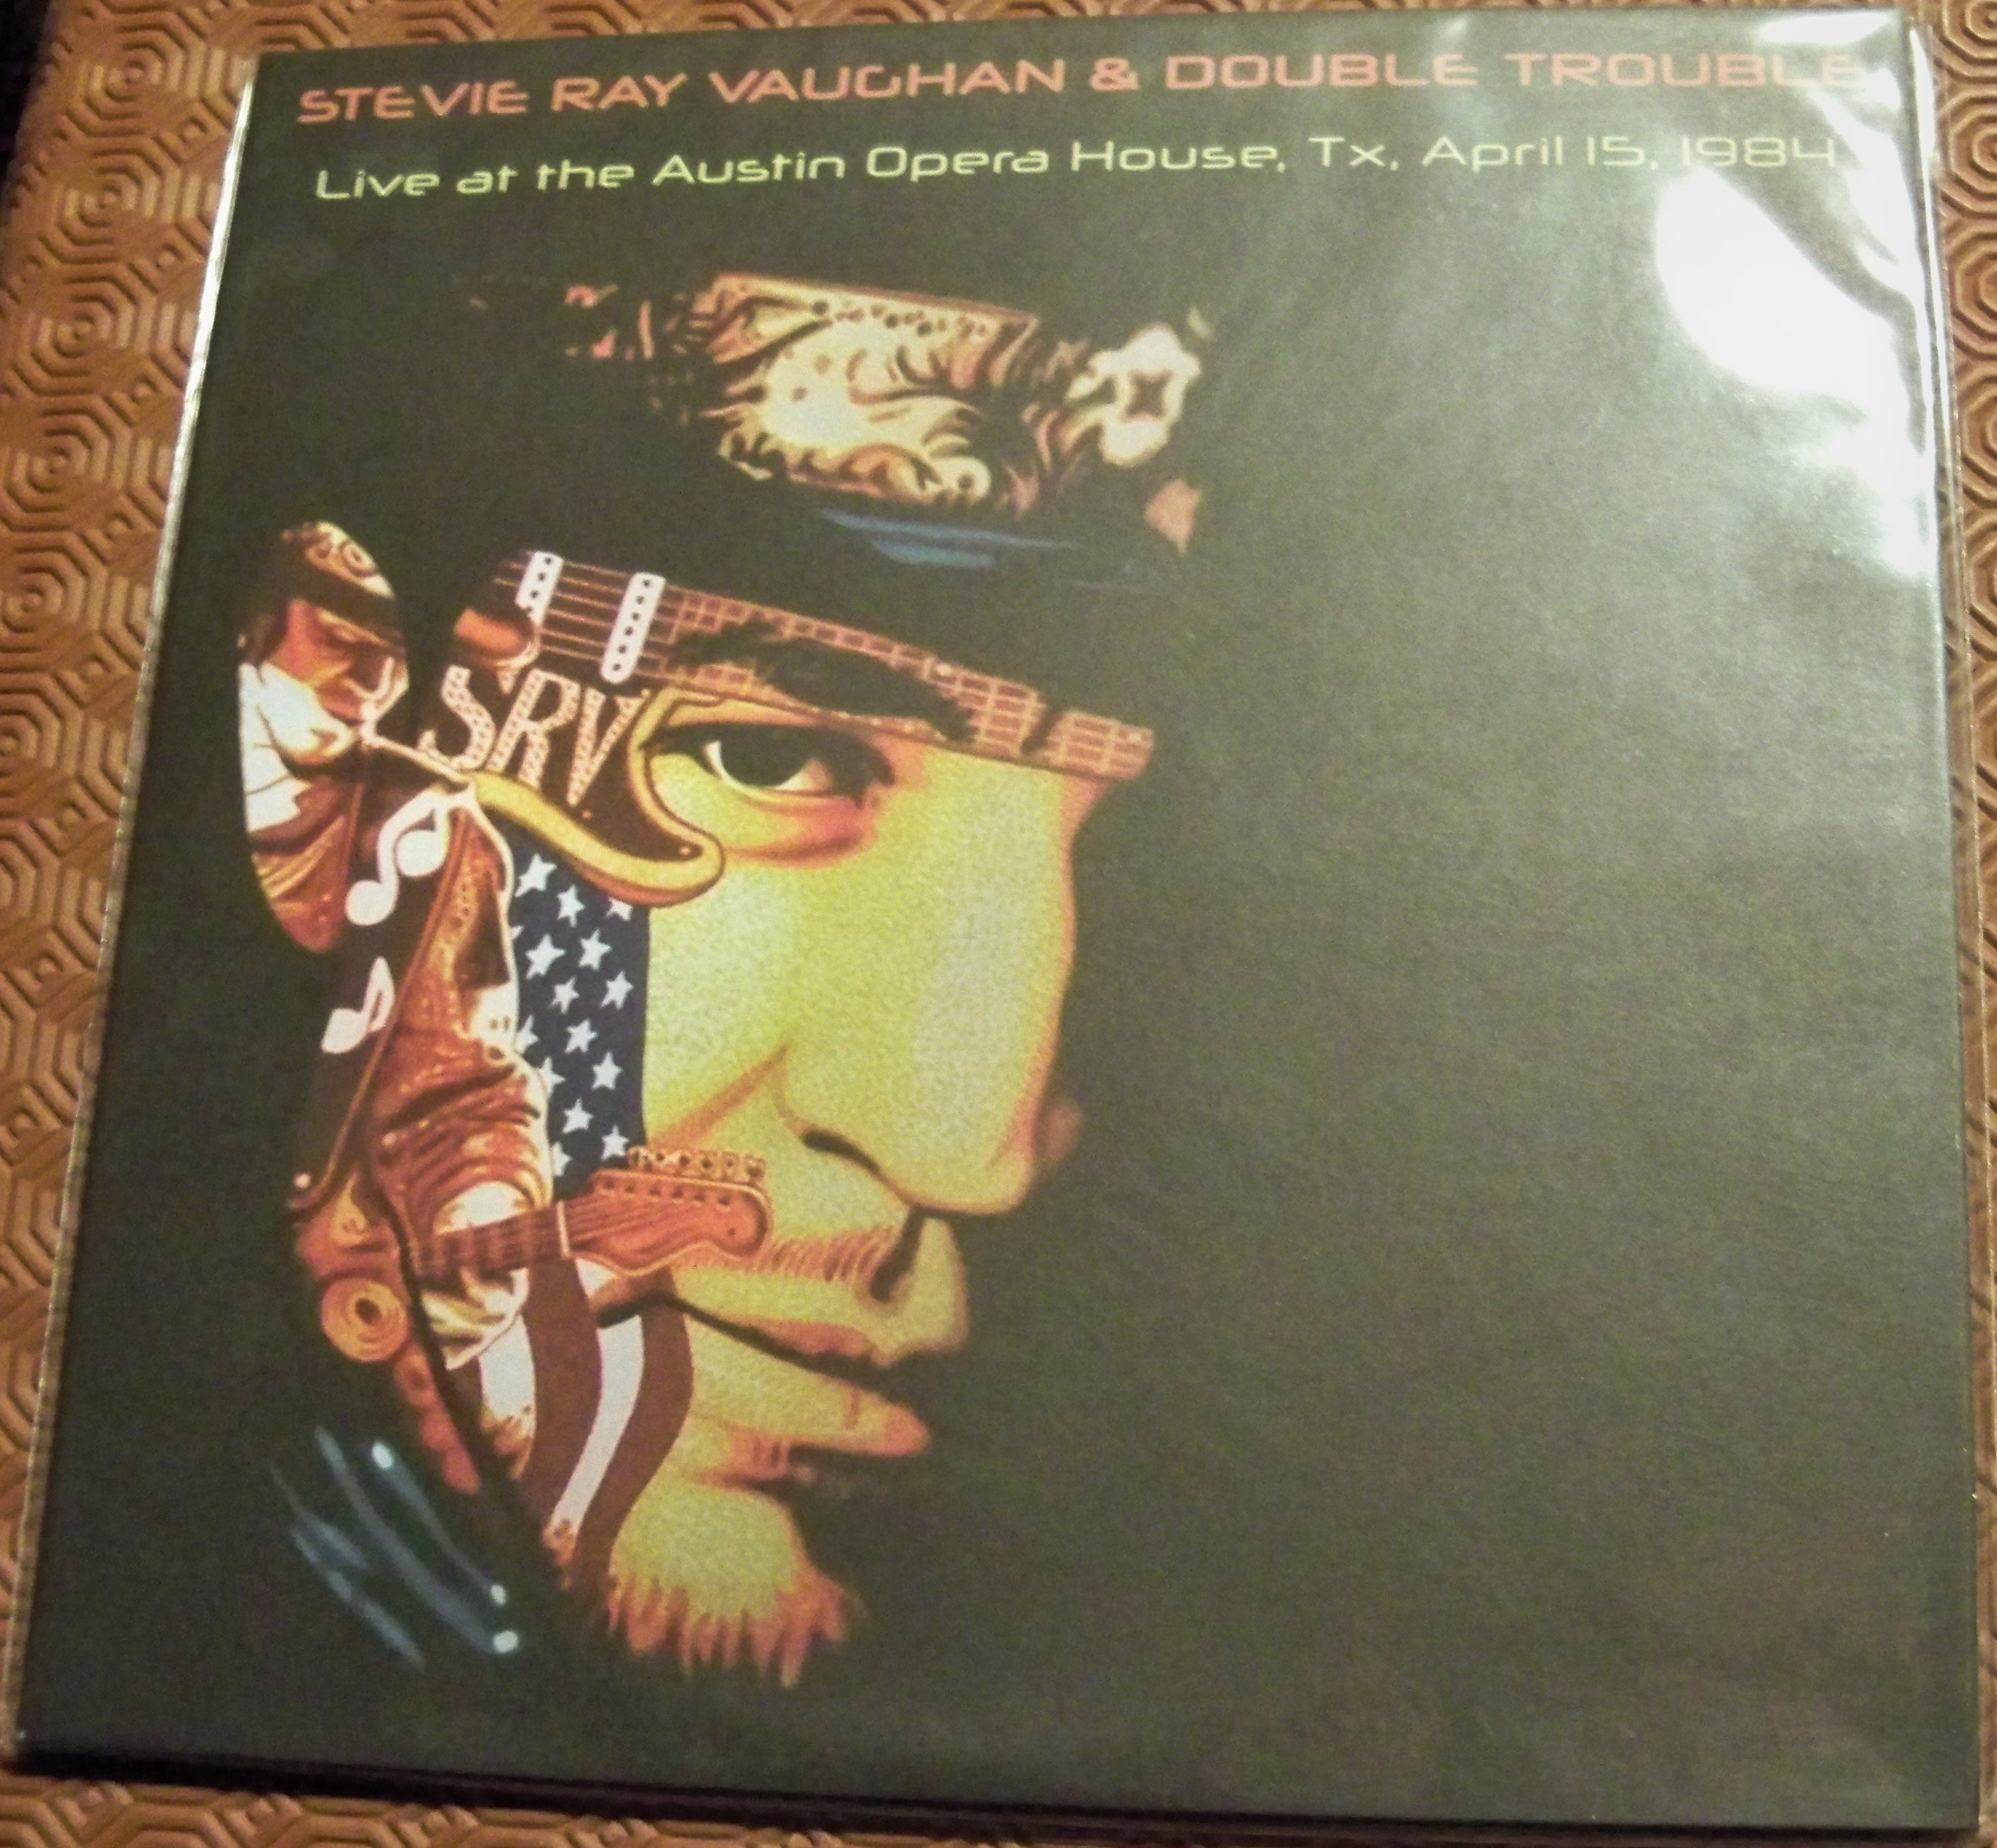 STEVIE RAY VAUGHAN & DOUBLE TROUBLE
Live at the Austin Opera House, Tx, April 15, 1984
SRV